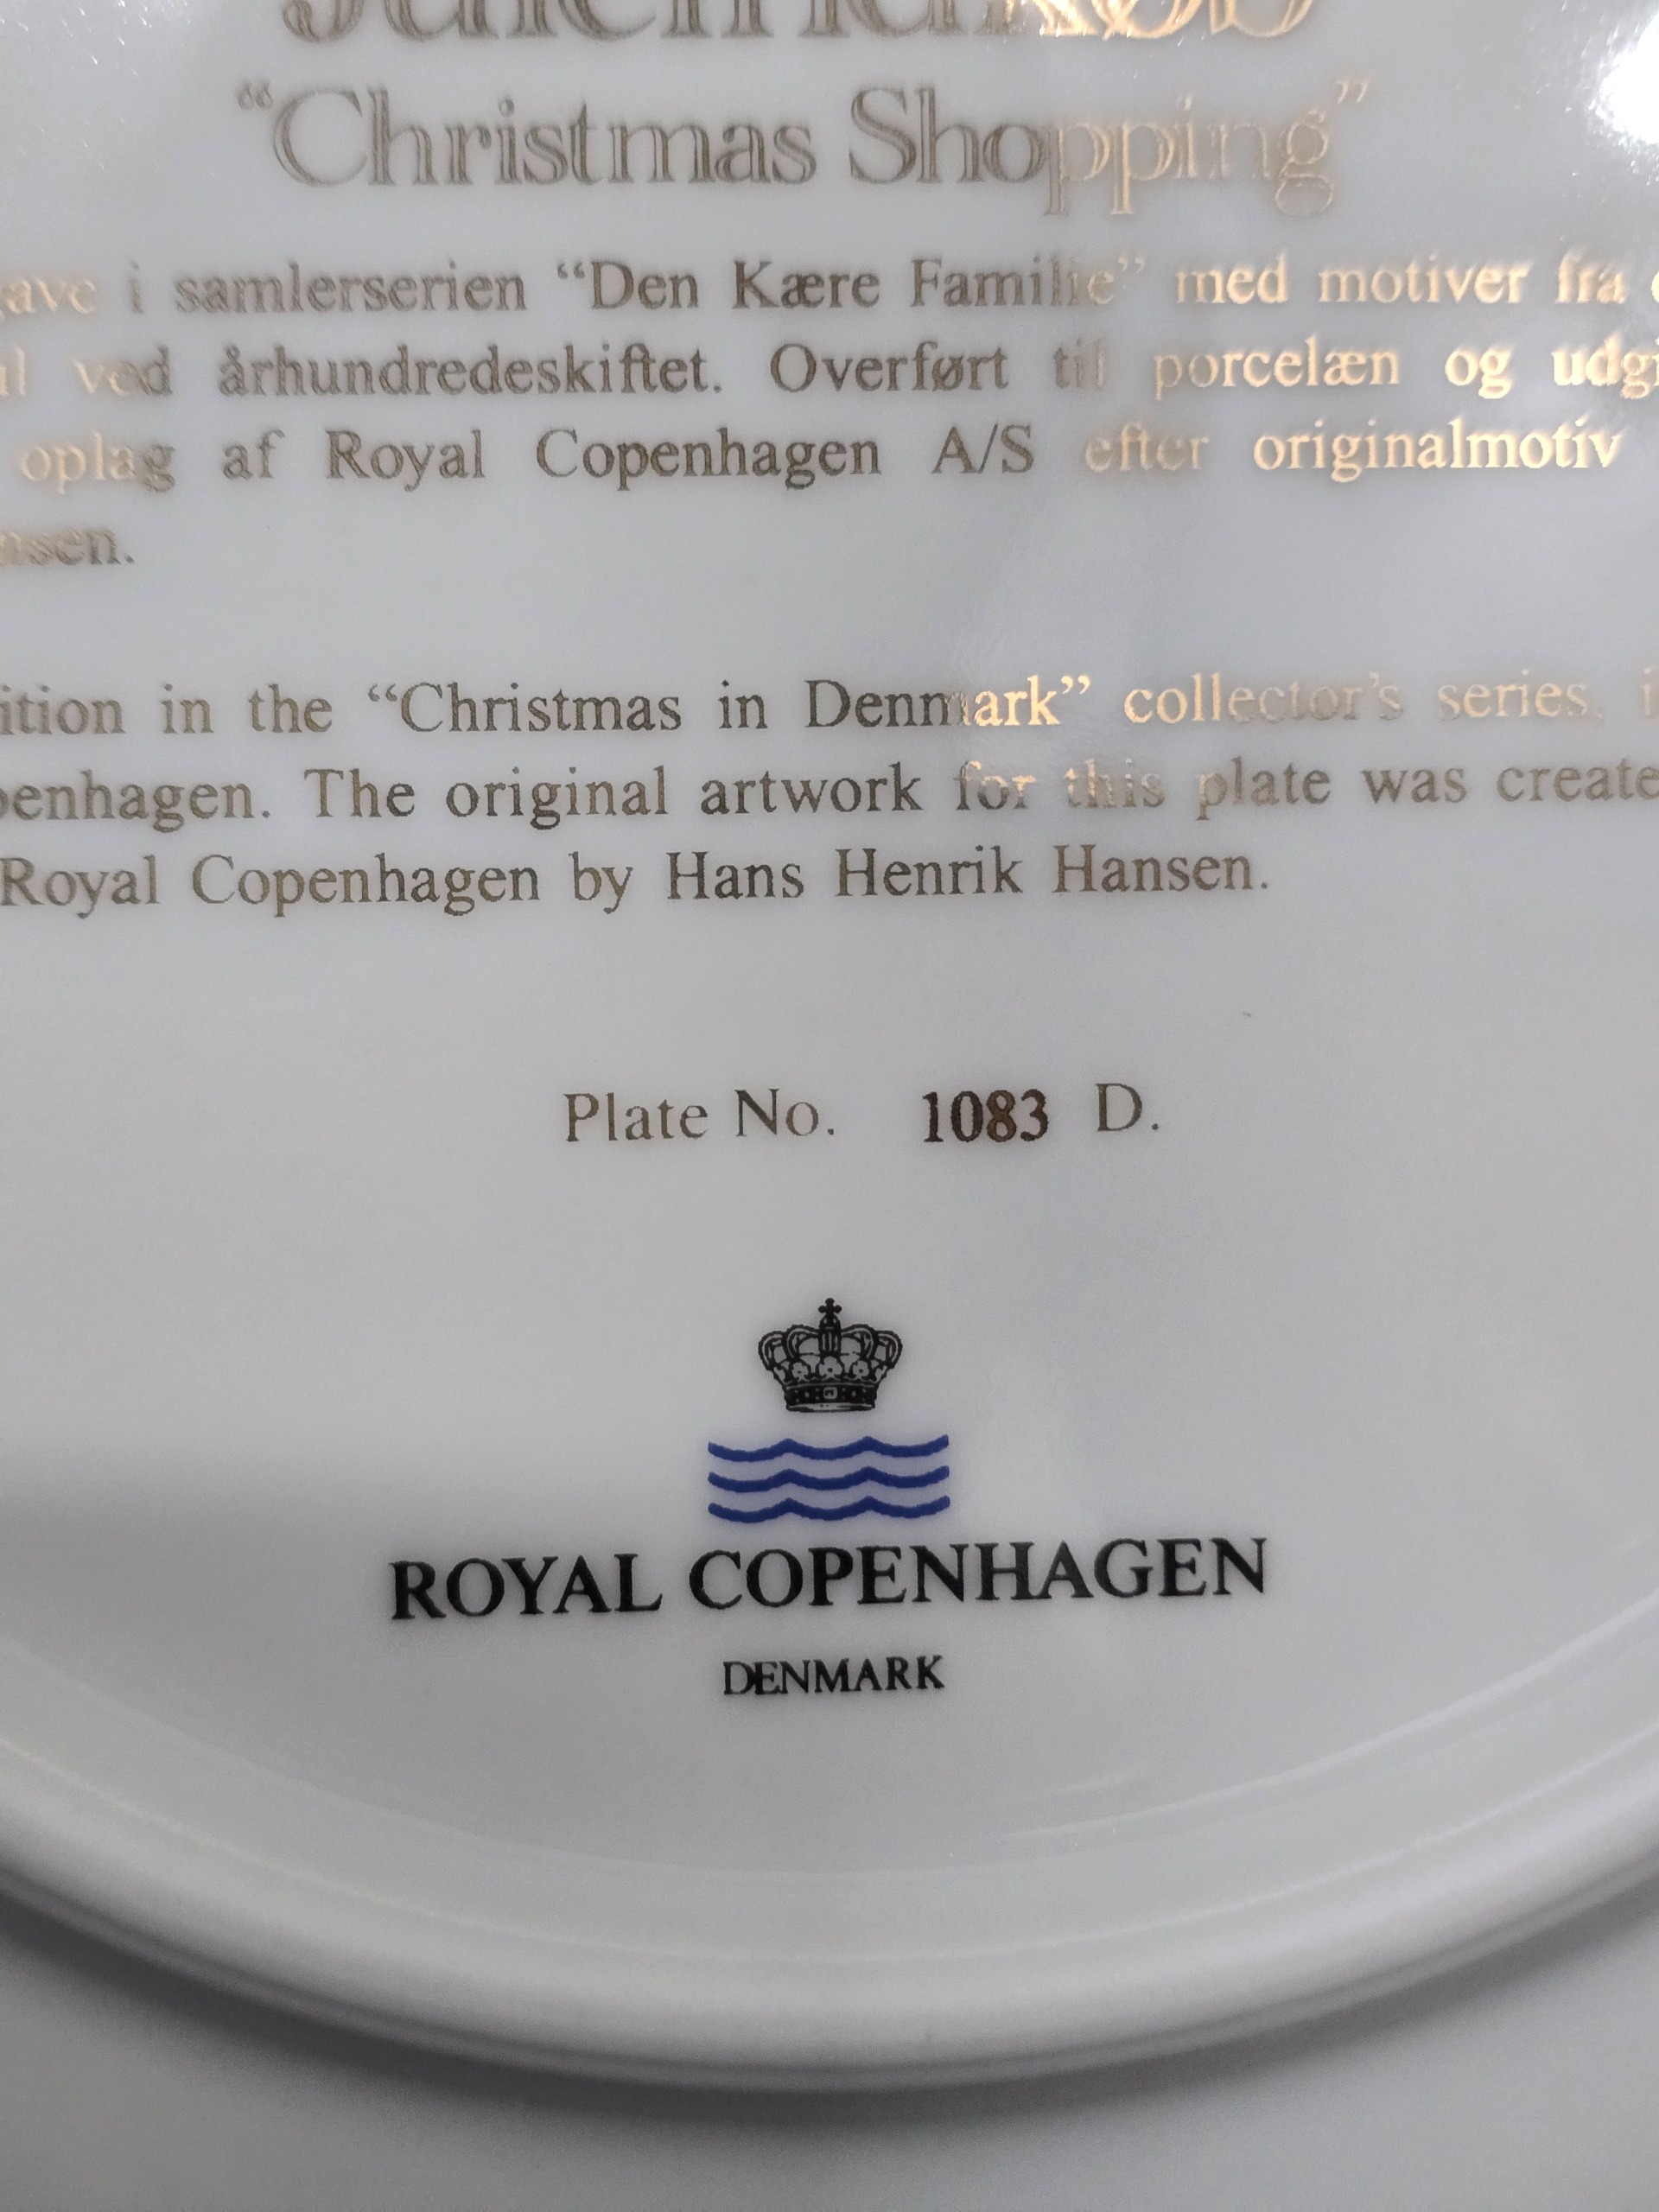 “Christmas Shopping”
i samlerserien “Den Kære Familie” med motiver fra
ved århundredeskiftet. Overført til porcelæn og
oplag af Royal Copenhagen A/S efter originalmotiv
in the “Christmas in Denmark” collector’s series,
The original artwork for this plate was
Royal Copenhagen by Hans Henrik Hansen.
Plate No. 1083 D.
ROYAL COPENHAGEN
DENMARK